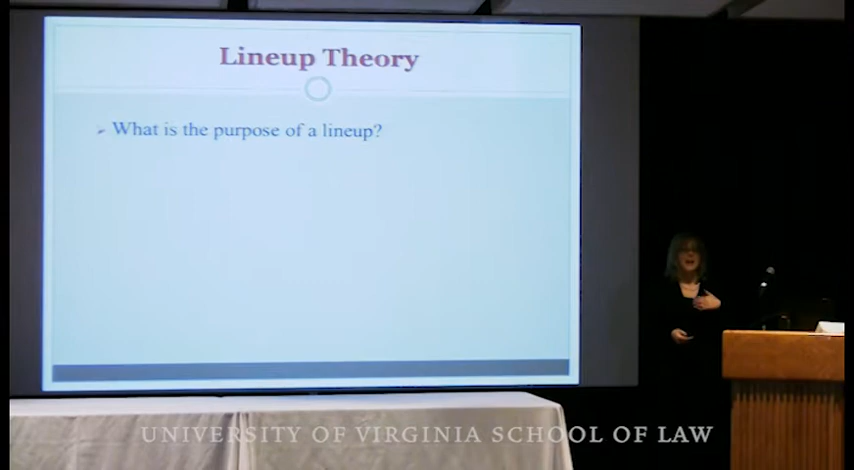 Lineup Theory
➢ What is the purpose of a lineup?
UNIVERSITY OF VIRGINIA SCHOOL OF LAW